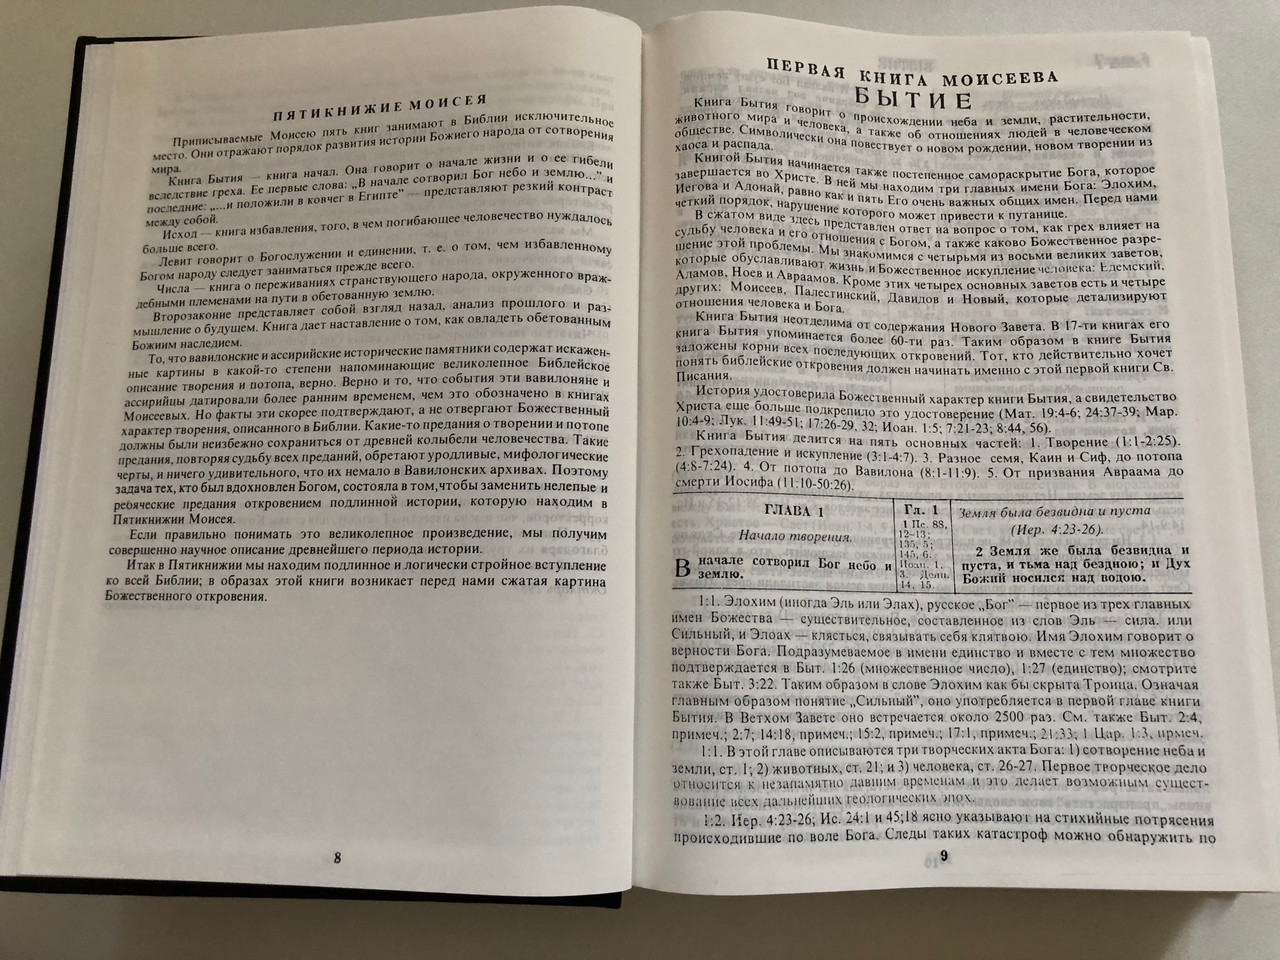 ПЯТИКНИЖИЕ МОИСЕЯ
Приписываемые Моисею пять книг занимают в Библии исключительное
место. Они отражают порядок развития истории Божиего народа от сотворения
мира.
Книга Бытия — книга начал. Она говорит о начале жизни и о ее гибели
вследствие греха. Ее первые слова: „В начале сотворил Бог небо и землю...” и
последние: „...и положили в ковчег в Египте” — представляют резкий контраст
между собой.
Исход — книга избавления, того, в чем погибающее человечество нуждалось
больше всего.
Левит говорит о Богослужении и единении, т. е. о том, чем избавленному
Богом народу следует заниматься прежде всего.
Числа — книга о переживаниях странствующего народа, окруженного враж-
дебными племенами на пути в обетованную землю.
Второзаконие представляет собой взгляд назад, анализ прошлого и раз-
мышление о будущем. Книга дает наставление о том, как овладеть обетованным
Божиим наследием.
То, что вавилонские и ассирийские исторические памятники содержат искажен-
ные картины в какой-то степени напоминающие великолепное Библейское
описание творения и потопа, верно. Верно и то, что события эти вавилоняне и
ассирийцы датировали более ранним временем, чем это обозначено в книгах
Моисеевых. Но факты эти скорее подтверждают, а не отвергают Божественный
характер творения, описанного в Библии. Какие-то предания о творении и потопе
должны были неизбежно сохраниться от древней колыбели человечества. Такие
предания, повторяя судьбу всех преданий, обретают уродливые, мифологические
черты, и ничего удивительного, что их немало в Вавилонских архивах. Поэтому
задача тех, кто был вдохновлен Богом, состояла в том,чтобы заменить нелепые и
ребяческие предания откровением подлинной истории, которую находим в
Пятикнижии Моисея.
Если правильно понимать это великолепное произведение, мы получим
совершенно научное описание древнейшего периода истории.
Итак в Пятикнижии мы находим подлинное и логически стройное вступление
ко всей Библии; в образах этой книги возникает перед нами сжатая картина
Божественного откровения.
8
ПЕРВАЯ КНИГА МОИСЕЕВА
БЫТИЕ
Книга Бытия говорит о происхождении неба и земли, растительности,
животного мира и человека, а также об отношениях людей в человеческом
обществе. Символически она повествует о новом рождении, новом творении из
хаоса и распада.
Книгой Бытия начинается также постепенное самораскрытие Бога, которое
завершается во Христе. В ней мы находим три главных имени Бога: Элохим,
Иегова и Адонай, равно как и пять Его очень важных общих имен. Перед нами
четкий порядок, нарушение которого может привести к путанице.
В сжатом виде здесь представлен ответ на вопрос о том, как грех влияет на
судьбу человека и его отношения с Богом, а также каково Божественное разре-
шение этой проблемы. Мы знакомимся с четырьмя из восьми великих заветов,
которые обуславливают жизнь и Божественное искупление человека: Едемский,
Адамов, Ноев и Авраамов. Кроме этих четырех основных заветов есть и четыре
других: Моисеев, Палестинский, Давидов и Новый, которые детализируют
отношения человека и Бога.
Книга Бытия неотделима от содержания Нового Завета. В 17-ти книгах его
книга Бытия упоминается более 60-ти раз. Таким образом в книге Бытия
заложены корни всех последующих откровений. Тот, кто действительно хочет
понять библейские откровения должен начинать именно с этой первой книги Св.
Писания.
История удостоверила Божественный характер книги Бытия, а свидетельство
Христа еще больше подкрепило это удостоверение (Мат. 19:4-6; 24:37-39; Мар.
10:4-9; Лук. 11:49-51; 17:26-29, 32; Иоан. 1:5; 7:21-23; 8:44, 56).
Книга Бытия делится на пять основных частей: 1. Творение (1:1-2:25).
2. Грехопадение и искупление (3:1-4:7). 3. Разное семя, Каин и Сиф, до потопа
(4:8-7:24). 4. От потопа до Вавилона (8:1-11:9). 5. От призвания Авраама до
смерти Иосифа (11:10-50:26).
ГЛАВА 1
Начало творения.
В начале сотворил Бог небо и
землю.
Гл. 1
1 Пс. 88,
12-13;
135, 5;
145, 6.
Иоан. 1,
3. Деян.
14, 15.
Земля была безвидна и пуста
(Иер. 4:23-26).
2 Земля же была безвидна и
пуста, и тьма над бездною; и Дух
Божий носился над водою.
1:1. Элохим (иногда Эль или Элах), русское „Бог” — первое из трех главных
имен Божества — существительное, составленное из слов Эль — сила. или
Сильный, и Элоах — клясться, связывать себя клятвою. Имя Элохим говорит о
верности Бога. Подразумеваемое в имени единство и вместе с тем множество
подтверждается в Быт. 1:26 (множественное число), 1:27 (единство); смотрите
также Быт. 3:22. Таким образом в слове Элохим как бы скрыта Троица. Означая
главным образом понятие „Сильный”, оно употребляется в первой главе книги
Бытия. В Ветхом Завете оно встречается около 2500 раз. См. также Быт. 2:4,
примеч.; 2:7; 14:18, примеч.; 15:2, примеч.; 17:1, примеч.; 21:33; 1 Цар. 1:3, примеч.
1:1. В этой главе описываются три творческих акта Бога: 1) сотворение неба и
земли, ст. 1; 2) животных, ст. 21; и 3) человека, ст. 26-27. Первое творческое дело
относится к незапамятно давним временам и это делает возможным сущест-
вование всех дальнейших геологических эпох.
1:2. Иер. 4:23-26; Ис. 24:1 и 45;18 ясно указывают на стихийные потрясения
происходившие по воле Бога. Следы таких катастроф можно обнаружить по
9